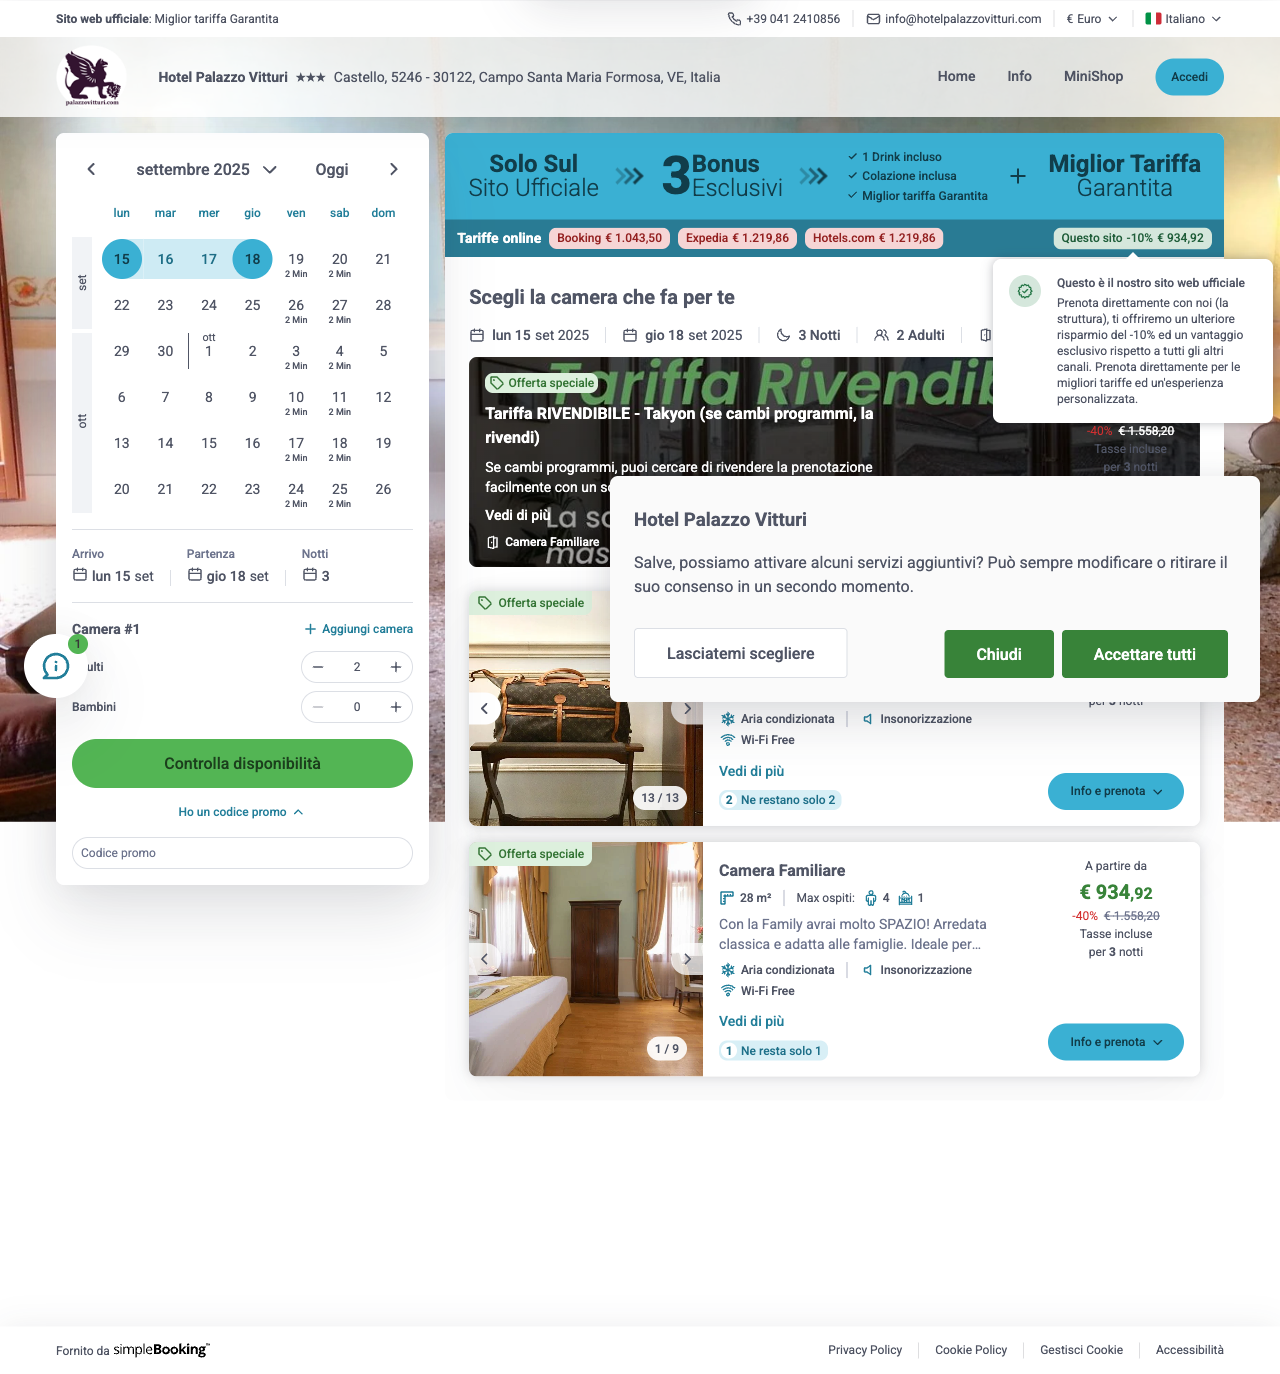 Sito web ufficiale: Miglior tariffa Garantita
+39 041 2410856
info@hotelpalazzovitturi.com
€ Euro
Italiano
palazzovitturi.com
Hotel Palazzo Vitturi ★★★ Castello, 5246 - 30122, Campo Santa Maria Formosa, VE, Italia
Home
Info
MiniShop
Accedi
settembre 2025
Oggi
lun mar mer gio ven sab dom
set
15 16 17 18 19 20 21
2 Min 2 Min
22 23 24 25 26 27 28
2 Min 2 Min
ott
29 30 1 2 3 4 5
2 Min 2 Min
ott
6 7 8 9 10 11 12
2 Min 2 Min
13 14 15 16 17 18 19
2 Min 2 Min
20 21 22 23 24 25 26
2 Min 2 Min
Arrivo Partenza Notti
lun 15 set gio 18 set 3
Camera #1
+ Aggiungi camera
1
ulti
2
Bambini
0
Controlla disponibilità
Ho un codice promo
Codice promo
Solo Sul
Sito Ufficiale
3 Bonus
Esclusivi
1 Drink incluso
Colazione inclusa
Miglior tariffa Garantita
+
Miglior Tariffa
Garantita
Tariffe online
Booking € 1.043,50
Expedia € 1.219,86
Hotels.com € 1.219,86
Questo sito -10% € 934,92
Questo è il nostro sito web ufficiale
Prenota direttamente con noi (la
struttura), ti offriremo un ulteriore
risparmio del -10% ed un vantaggio
esclusivo rispetto a tutti gli altri
canali. Prenota direttamente per le
migliori tariffe ed un'esperienza
personalizzata.
Scegli la camera che fa per te
lun 15 set 2025
gio 18 set 2025
3 Notti
2 Adulti
Offerta speciale
Tariffa Rivendib
Tariffa RIVENDIBILE - Takyon (se cambi programmi, la
rivendi)
Se cambi programmi, puoi cercare di rivendere la prenotazione
facilmente con un s
Vedi di più
Camera Familiare
-40% € 1.558,20
Tasse incluse
per 3 notti
Hotel Palazzo Vitturi
Salve, possiamo attivare alcuni servizi aggiuntivi? Può sempre modificare o ritirare il
suo consenso in un secondo momento.
Lasciatemi scegliere
Chiudi
Accettare tutti
Offerta speciale
13 / 13
per 3 notti
Aria condizionata
Insonorizzazione
Wi-Fi Free
Vedi di più
2 Ne restano solo 2
Info e prenota
Offerta speciale
1 / 9
Camera Familiare
28 m²
Max ospiti: 4 1
Con la Family avrai molto SPAZIO! Arredata
classica e adatta alle famiglie. Ideale per...
Aria condizionata
Insonorizzazione
Wi-Fi Free
Vedi di più
1 Ne resta solo 1
A partire da
€ 934,92
-40% € 1.558,20
Tasse incluse
per 3 notti
Info e prenota
Fornito da simpleBooking™
Privacy Policy
Cookie Policy
Gestisci Cookie
Accessibilità